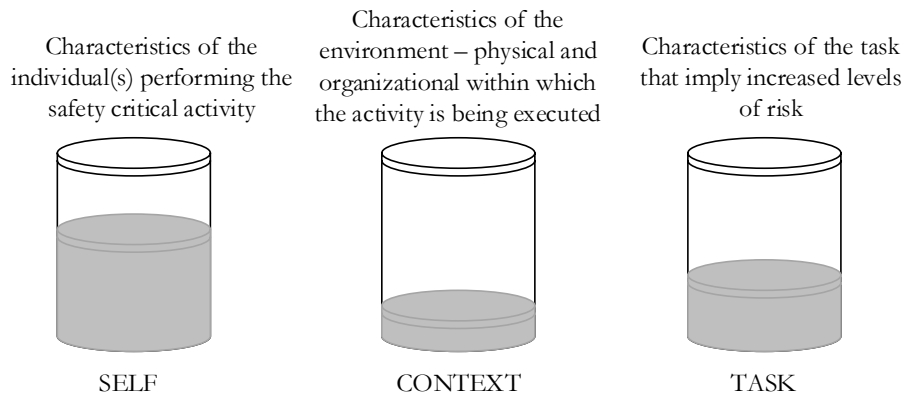 Characteristics of the
individual(s) performing the
safety critical activity
Characteristics of the
environment – physical and
organizational within which
the activity is being executed
Characteristics of the task
that imply increased levels
of risk
SELF
CONTEXT
TASK